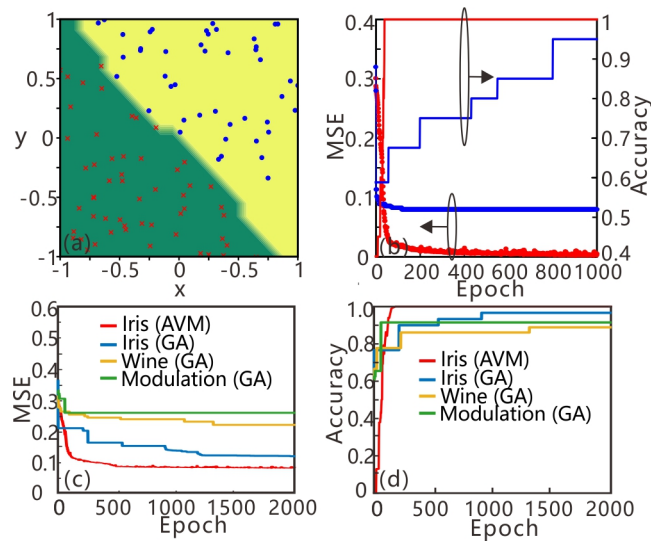 1
0.5
y
0
-0.5
-1
(a)
-1
-0.5
0
0.5
1
x
0.4
0.3
MSE
0.2
0.1
0
(b)
0
200
400
600
800
1000
Epoch
1
0.9
0.8
0.7
0.6
0.5
0.4
Accuracy
0.6
0.5
0.4
MSE
0.3
0.2
0.1
0
Iris (AVM)
Iris (GA)
Wine (GA)
Modulation (GA)
(c)
0
500
1000
1500
2000
Epoch
1.0
0.8
0.6
Accuracy
0.4
0.2
0
Iris (AVM)
Iris (GA)
Wine (GA)
Modulation (GA)
(d)
0
500
1000
1500
2000
Epoch